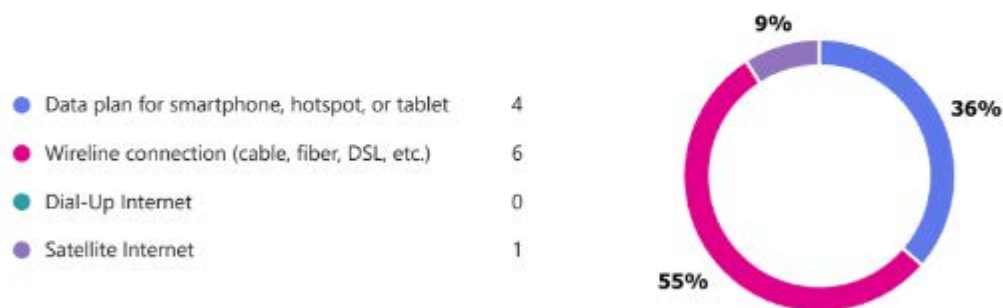 9%
Data plan for smartphone, hotspot, or tablet 4
36%
Wireline connection (cable, fiber, DSL, etc.) 6
Dial-Up Internet 0
Satellite Internet 1
55%